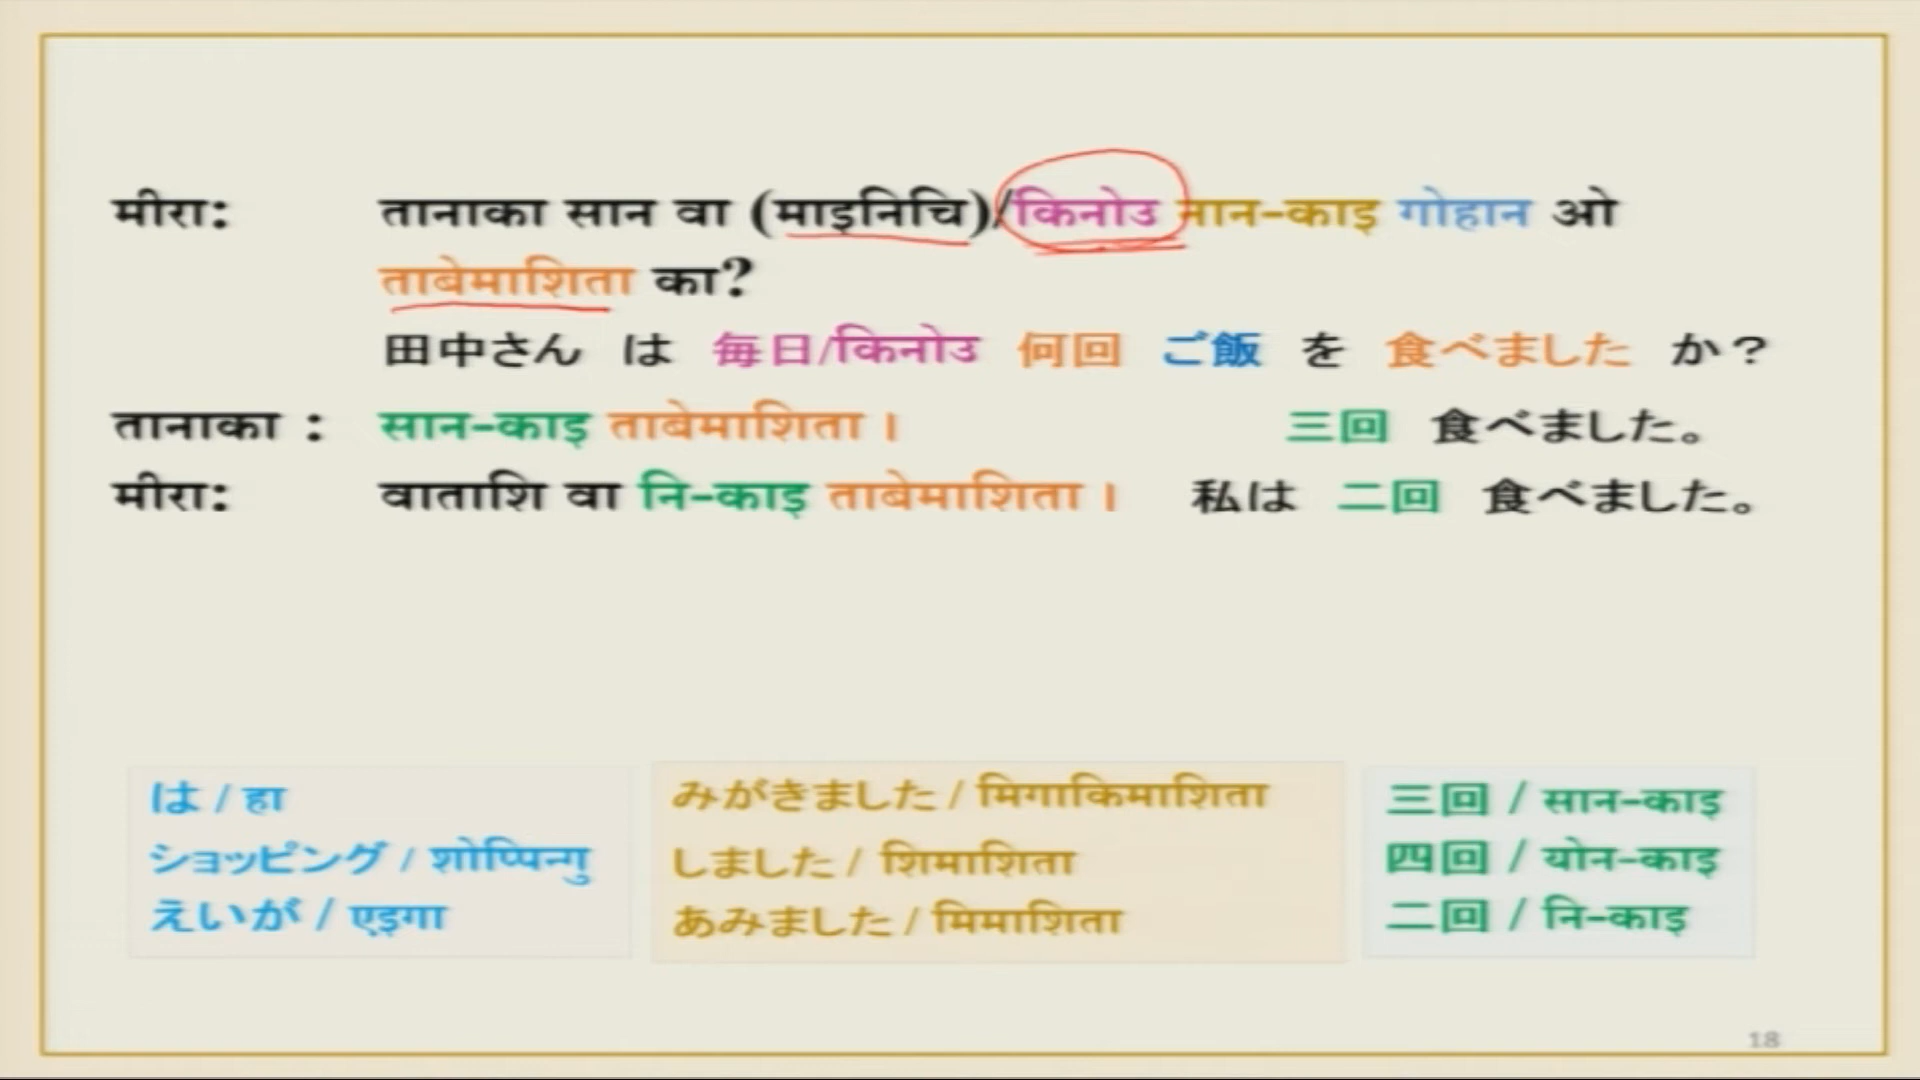 मीरा: तानाका सान वा (माइनिचि)/किनोउ नान-काइ गोहान ओ
ताबेमाशिता का?
田中さん は 毎日/किनोउ 何回 ご飯 を 食べました か？
तानाका : सान-काइ ताबेमाशिता । 三回 食べました。
मीरा: वाताशि वा नि-काइ ताबेमाशिता । 私は 二回 食べました。
は / हा
ショッピング / शोप्पिन्गु
えいが / एइगा
みがきました / मिगाकिमाशिता
しました / शिमाशिता
あみました / मिमाशिता
三回 / सान-काइ
四回 / योन-काइ
二回 / नि-काइ
18